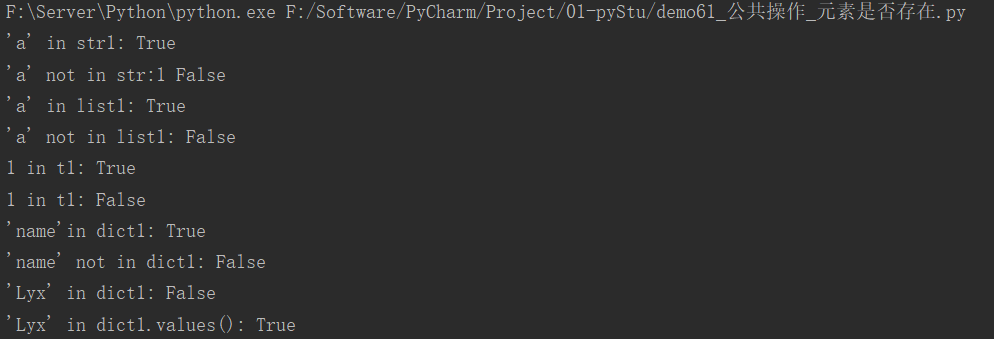 F:\Server\Python\python.exe F:/Software/PyCharm/Project/01-pyStu/demo61_公共操作_元素是否存在.py
'a' in str1: True
'a' not in str:1 False
'a' in list1: True
'a' not in list1: False
1 in t1: True
1 in t1: False
'name'in dict1: True
'name' not in dict1: False
'Lyx' in dict1: False
'Lyx' in dict1.values(): True